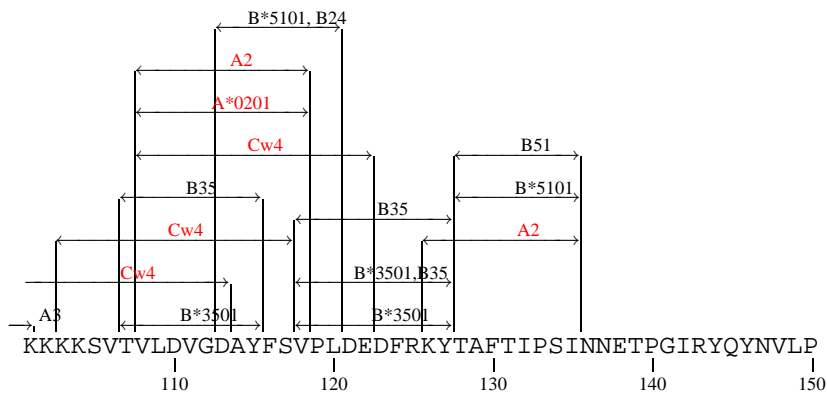 B*5101, B24
A2
A*0201
Cw4 B51
B35 B*5101
B35
Cw4 A2
Cw4 B*3501,B35
A3 B*3501 B*3501
KKKKSVTVLDVGDAYFSVPLDEDFRKYTAFTIPSINNETPGIRYQYNVLP
110 120 130 140 150